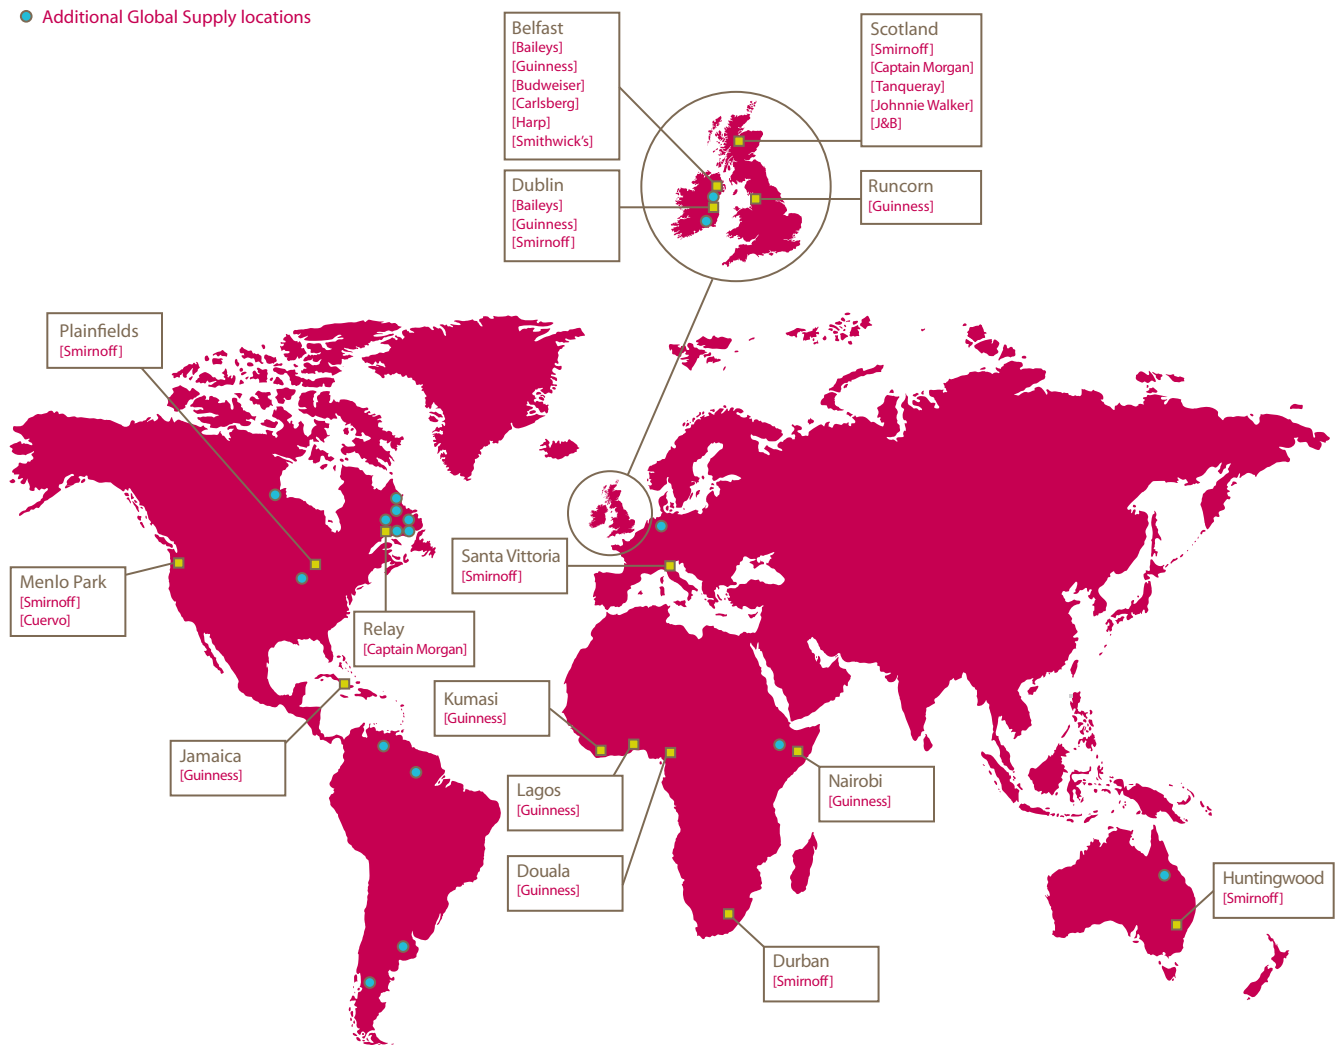 Additional Global Supply locations
Belfast
[Baileys]
[Guinness]
[Budweiser]
[Carlsberg]
[Harp]
[Smithwick's]
Scotland
[Smirnoff]
[Captain Morgan]
[Tanqueray]
[Johnnie Walker]
[J&B]
Dublin
[Baileys]
[Guinness]
[Smirnoff]
Runcorn
[Guinness]
Plainfields
[Smirnoff]
Menlo Park
[Smirnoff]
[Cuervo]
Santa Vittoria
[Smirnoff]
Relay
[Captain Morgan]
Kumasi
[Guinness]
Jamaica
[Guinness]
Lagos
[Guinness]
Nairobi
[Guinness]
Douala
[Guinness]
Huntingwood
[Smirnoff]
Durban
[Smirnoff]